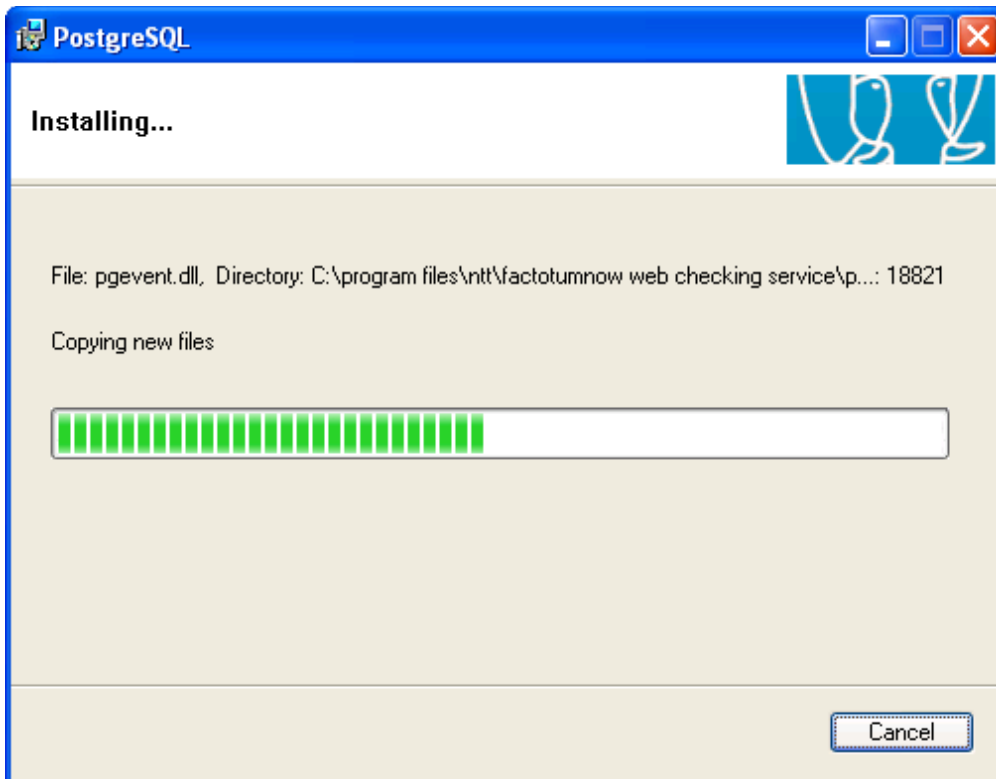 PostgreSQL
Installing...
File: pgevent.dll,  Directory: C:\program files\ntt\factotumnow web checking service\p...: 18821
Copying new files
Cancel